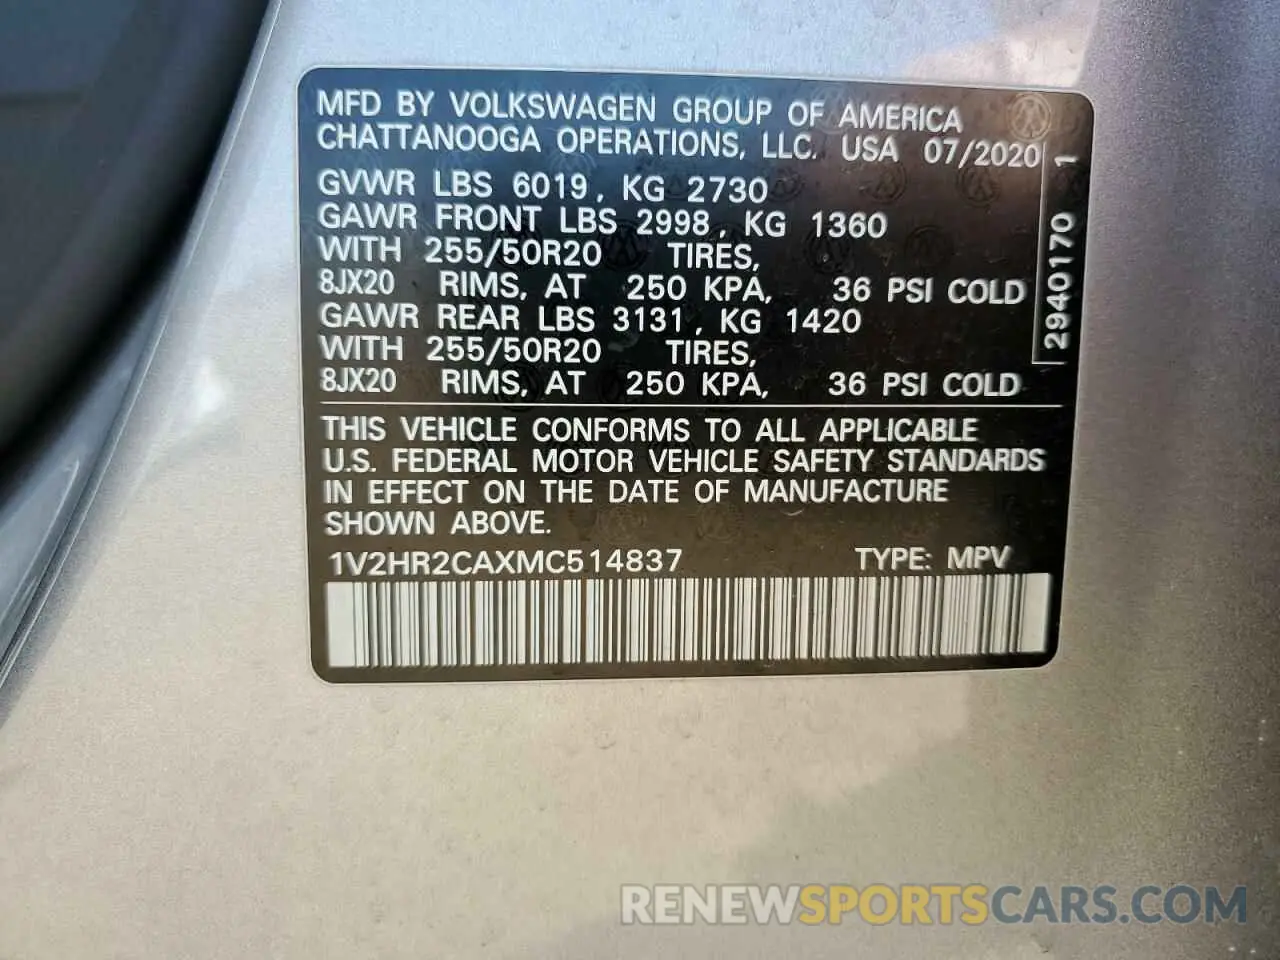 MFD BY VOLKSWAGEN GROUP OF AMERICA
CHATTANOOGA OPERATIONS, LLC. USA 07/2020
GVWR LBS 6019, KG 2730
GAWR FRONT LBS 2998, KG 1360
WITH 255/50R20 TIRES,
8JX20 RIMS, AT 250 KPA, 36 PSI COLD
GAWR REAR LBS 3131, KG 1420
WITH 255/50R20 TIRES,
8JX20 RIMS, AT 250 KPA, 36 PSI COLD
2940170 1
THIS VEHICLE CONFORMS TO ALL APPLICABLE
U.S. FEDERAL MOTOR VEHICLE SAFETY STANDARDS
IN EFFECT ON THE DATE OF MANUFACTURE
SHOWN ABOVE.
1V2HR2CAXMC514837 TYPE: MPV
RENEWSPORTSCARS.COM